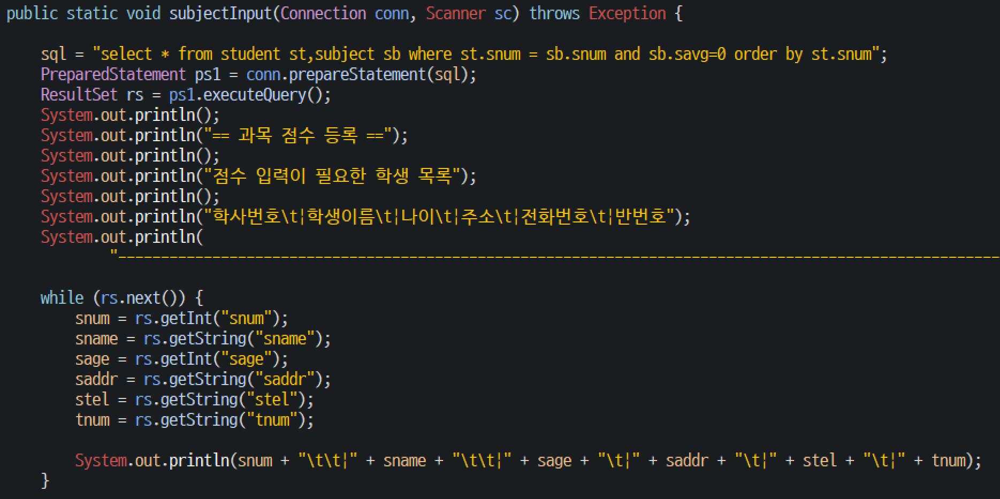 public static void subjectInput(Connection conn, Scanner sc) throws Exception {
sql = "select * from student st,subject sb where st.snum = sb.snum and sb.savg=0 order by st.snum";
PreparedStatement ps1 = conn.prepareStatement(sql);
ResultSet rs = ps1.executeQuery();
System.out.println();
System.out.println("== 과목 점수 등록 ==");
System.out.println();
System.out.println("점수 입력이 필요한 학생 목록");
System.out.println();
System.out.println("학사번호\t¦학생이름\t¦나이\t¦주소\t¦전화번호\t¦반번호");
System.out.println(
"-------------------------------------------------------------------------------------------------------
while (rs.next()) {
snum = rs.getInt("snum");
sname = rs.getString("sname");
sage = rs.getInt("sage");
saddr = rs.getString("saddr");
stel = rs.getString("stel");
tnum = rs.getString("tnum");
System.out.println(snum + "\t\t¦" + sname + "\t\t¦" + sage + "\t¦" + saddr + "\t¦" + stel + "\t¦" + tnum);
}